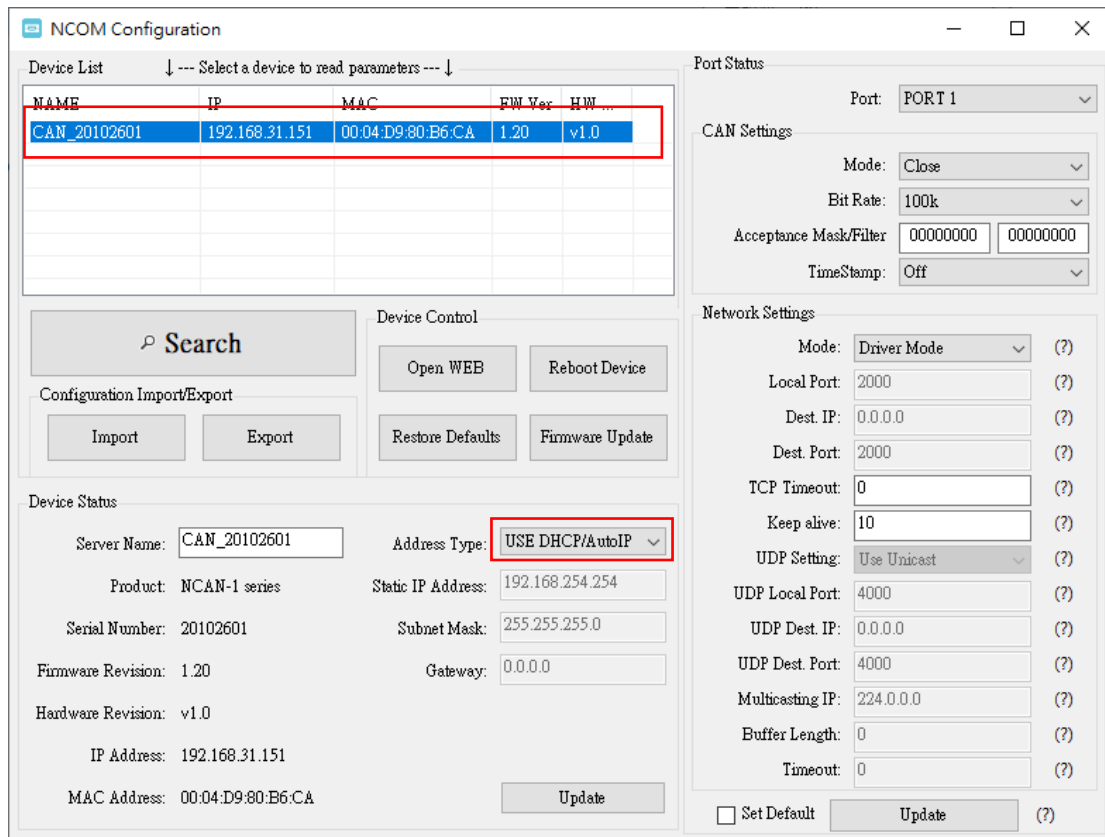 NCOM Configuration
Device List ↓ --- Select a device to read parameters --- ↓
NAME IP MAC FW Ver HW ...
CAN_20102601 192.168.31.151 00:04:D9:80:B6:CA 1.20 v1.0
Search
Configuration Import/Export
Import Export
Device Control
Open WEB Reboot Device
Restore Defaults Firmware Update
Device Status
Server Name: CAN_20102601 Address Type: USE DHCP/AutoIP
Product: NCAN-1 series Static IP Address: 192.168.254.254
Serial Number: 20102601 Subnet Mask: 255.255.255.0
Firmware Revision: 1.20 Gateway: 0.0.0.0
Hardware Revision: v1.0
IP Address: 192.168.31.151
MAC Address: 00:04:D9:80:B6:CA Update
Port Status
Port: PORT 1
CAN Settings
Mode: Close
Bit Rate: 100k
Acceptance Mask/Filter 00000000 00000000
TimeStamp: Off
Network Settings
Mode: Driver Mode (?)
Local Port: 2000 (?)
Dest. IP: 0.0.0.0 (?)
Dest. Port: 2000 (?)
TCP Timeout: 0 (?)
Keep alive: 10 (?)
UDP Setting: Use Unicast (?)
UDP Local Port: 4000 (?)
UDP Dest. IP: 0.0.0.0 (?)
UDP Dest. Port: 4000 (?)
Multicasting IP: 224.0.0.0 (?)
Buffer Length: 0 (?)
Timeout: 0 (?)
Set Default Update (?)